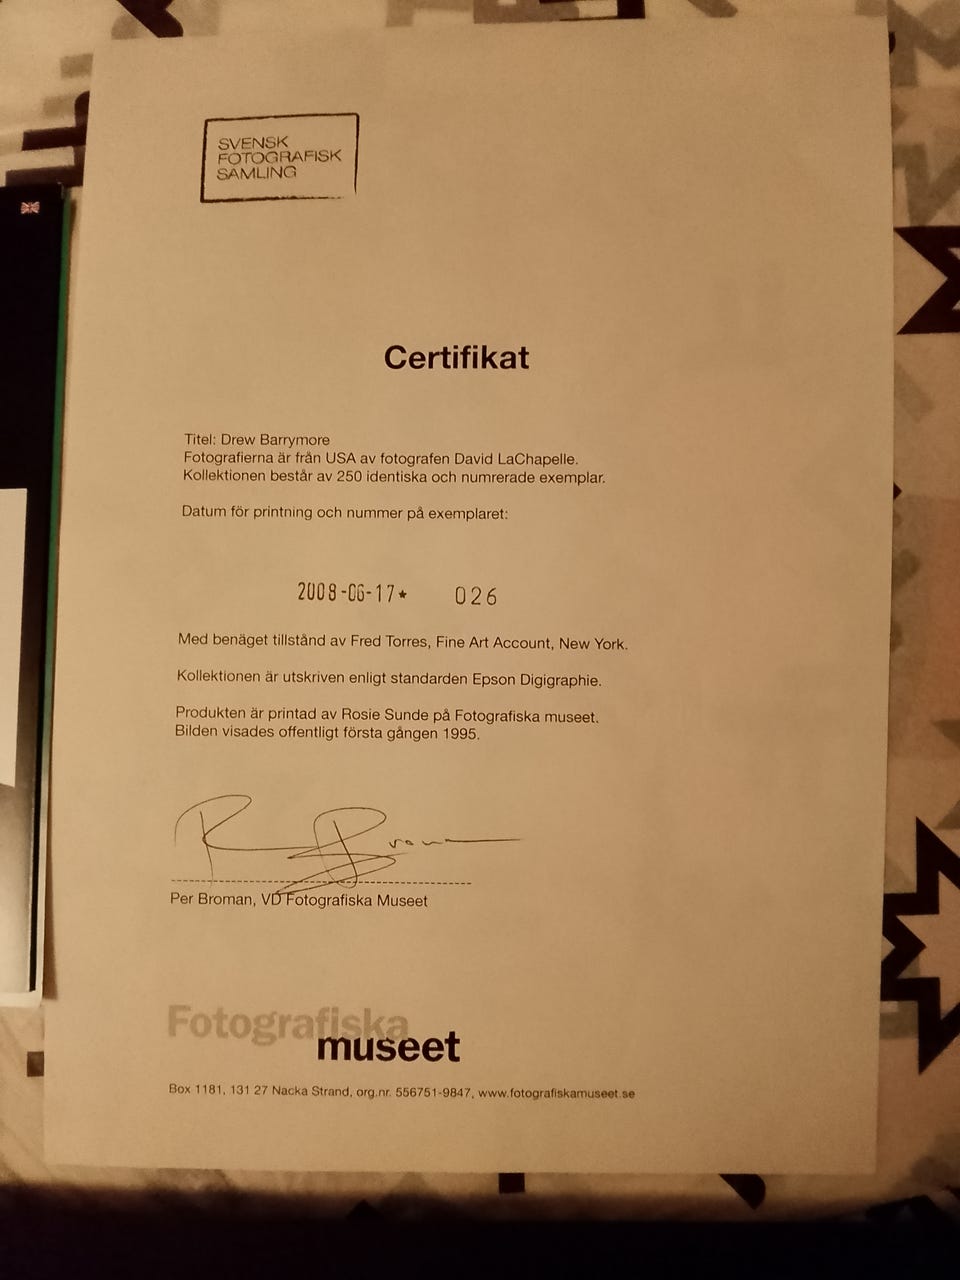 SVENSK
FOTOGRAFISK
SAMLING
Certifikat
Titel: Drew Barrymore
Fotografierna är från USA av fotografen David LaChapelle.
Kollektionen består av 250 identiska och numrerade exemplar.
Datum för printning och nummer på exemplaret:
2008-06-17★ 026
Med benäget tillstånd av Fred Torres, Fine Art Account, New York.
Kollektionen är utskriven enligt standarden Epson Digigraphie.
Produkten är printad av Rosie Sunde på Fotografiska museet.
Bilden visades offentligt första gången 1995.
Per Broman, VD Fotografiska Museet
Fotografiska
museet
Box 1181, 131 27 Nacka Strand, org.nr. 556751-9847, www.fotografiskamuseet.se